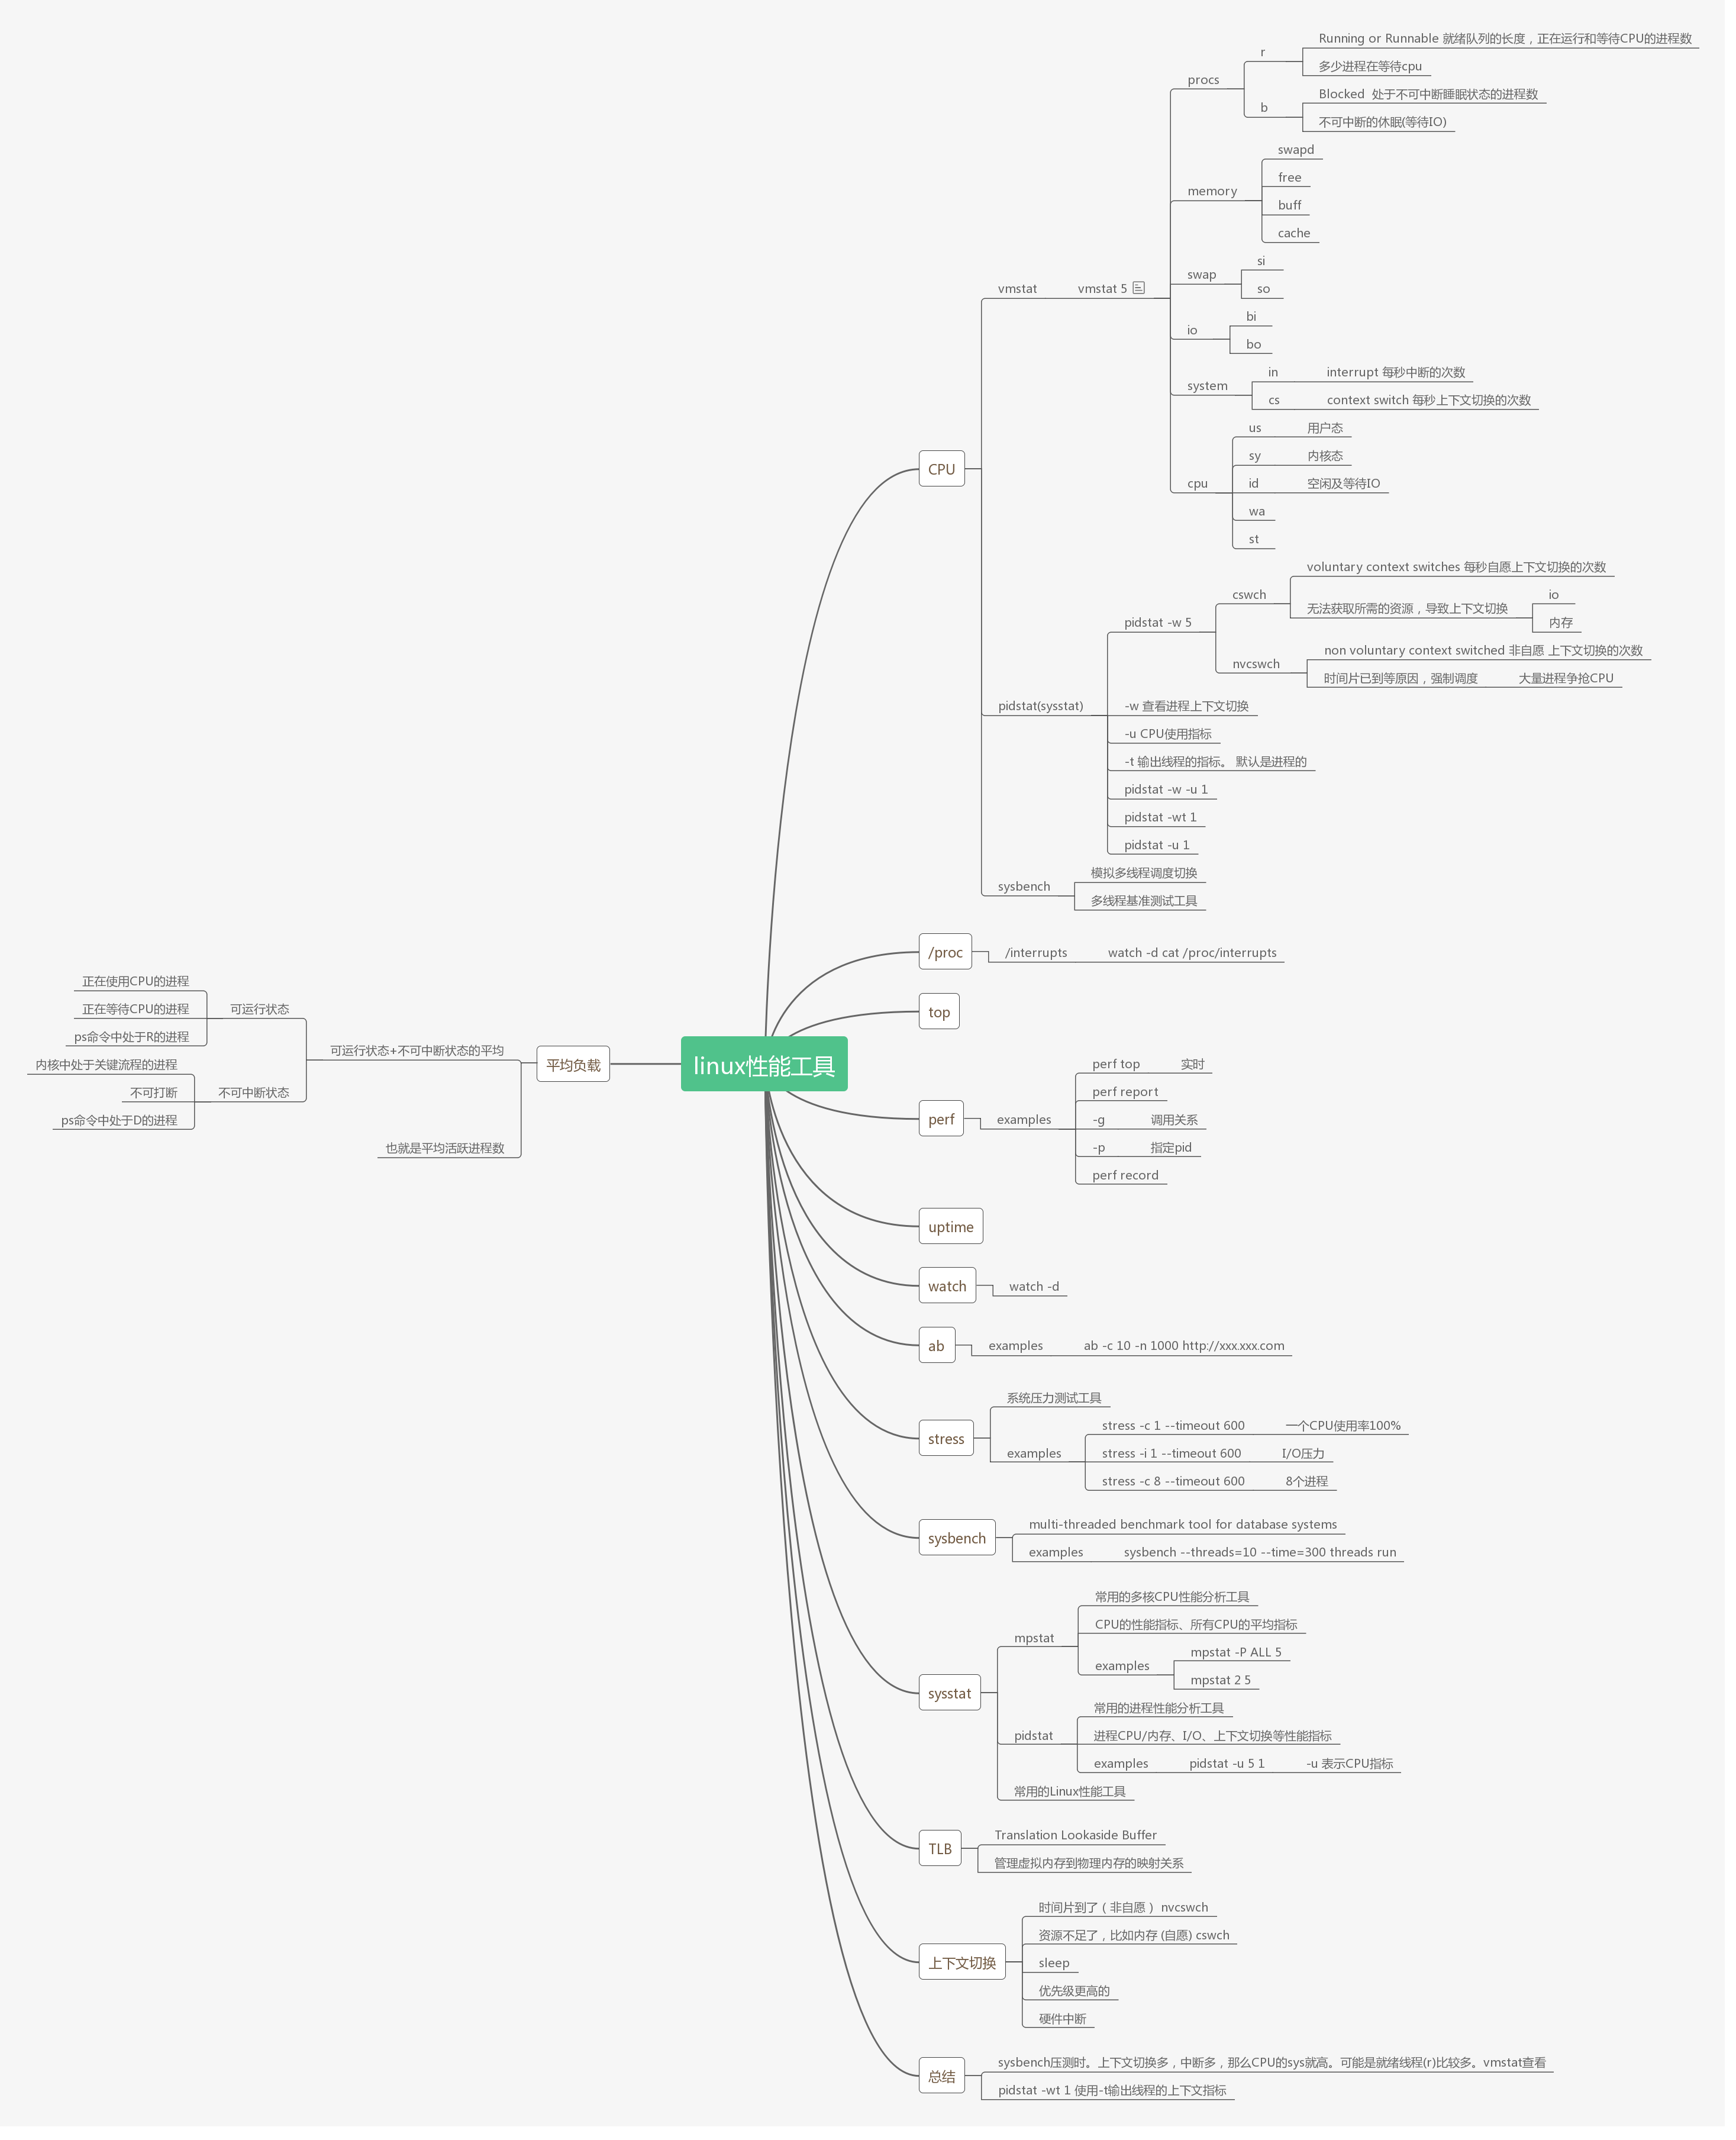 linux性能工具
CPU
vmstat
vmstat 5
procs
r
Running or Runnable 就绪队列的长度，正在运行和等待CPU的进程数
多少进程在等待cpu
b
Blocked 处于不可中断睡眠状态的进程数
不可中断的休眠(等待IO)
memory
swapd
free
buff
cache
swap
si
so
io
bi
bo
system
in
interrupt 每秒中断的次数
cs
context switch 每秒上下文切换的次数
cpu
us
用户态
sy
内核态
id
空闲及等待IO
wa
st
pidstat(sysstat)
pidstat -w 5
cswch
voluntary context switches 每秒自愿上下文切换的次数
无法获取所需的资源，导致上下文切换
io
内存
nvcswch
non voluntary context switched 非自愿 上下文切换的次数
时间片已到等原因，强制调度
大量进程争抢CPU
-w 查看进程上下文切换
-u CPU使用指标
-t 输出线程的指标。 默认是进程的
pidstat -w -u 1
pidstat -wt 1
pidstat -u 1
sysbench
模拟多线程调度切换
多线程基准测试工具
/proc
/interrupts
watch -d cat /proc/interrupts
top
perf
examples
perf top
实时
perf report
-g
调用关系
-p
指定pid
perf record
uptime
watch
watch -d
ab
examples
ab -c 10 -n 1000 http://xxx.xxx.com
stress
系统压力测试工具
examples
stress -c 1 --timeout 600
一个CPU使用率100%
stress -i 1 --timeout 600
I/O压力
stress -c 8 --timeout 600
8个进程
sysbench
multi-threaded benchmark tool for database systems
examples
sysbench --threads=10 --time=300 threads run
sysstat
mpstat
常用的多核CPU性能分析工具
CPU的性能指标、所有CPU的平均指标
examples
mpstat -P ALL 5
mpstat 2 5
pidstat
常用的进程性能分析工具
进程CPU/内存、I/O、上下文切换等性能指标
examples
pidstat -u 5 1
-u 表示CPU指标
常用的Linux性能工具
TLB
Translation Lookaside Buffer
管理虚拟内存到物理内存的映射关系
上下文切换
时间片到了（非自愿） nvcswch
资源不足了，比如内存 (自愿) cswch
sleep
优先级更高的
硬件中断
总结
sysbench压测时。上下文切换多，中断多，那么CPU的sys就高。可能是就绪线程(r)比较多。vmstat查看
pidstat -wt 1 使用-t输出线程的上下文指标
平均负载
可运行状态+不可中断状态的平均
可运行状态
正在使用CPU的进程
正在等待CPU的进程
ps命令中处于R的进程
不可中断状态
内核中处于关键流程的进程
不可打断
ps命令中处于D的进程
也就是平均活跃进程数